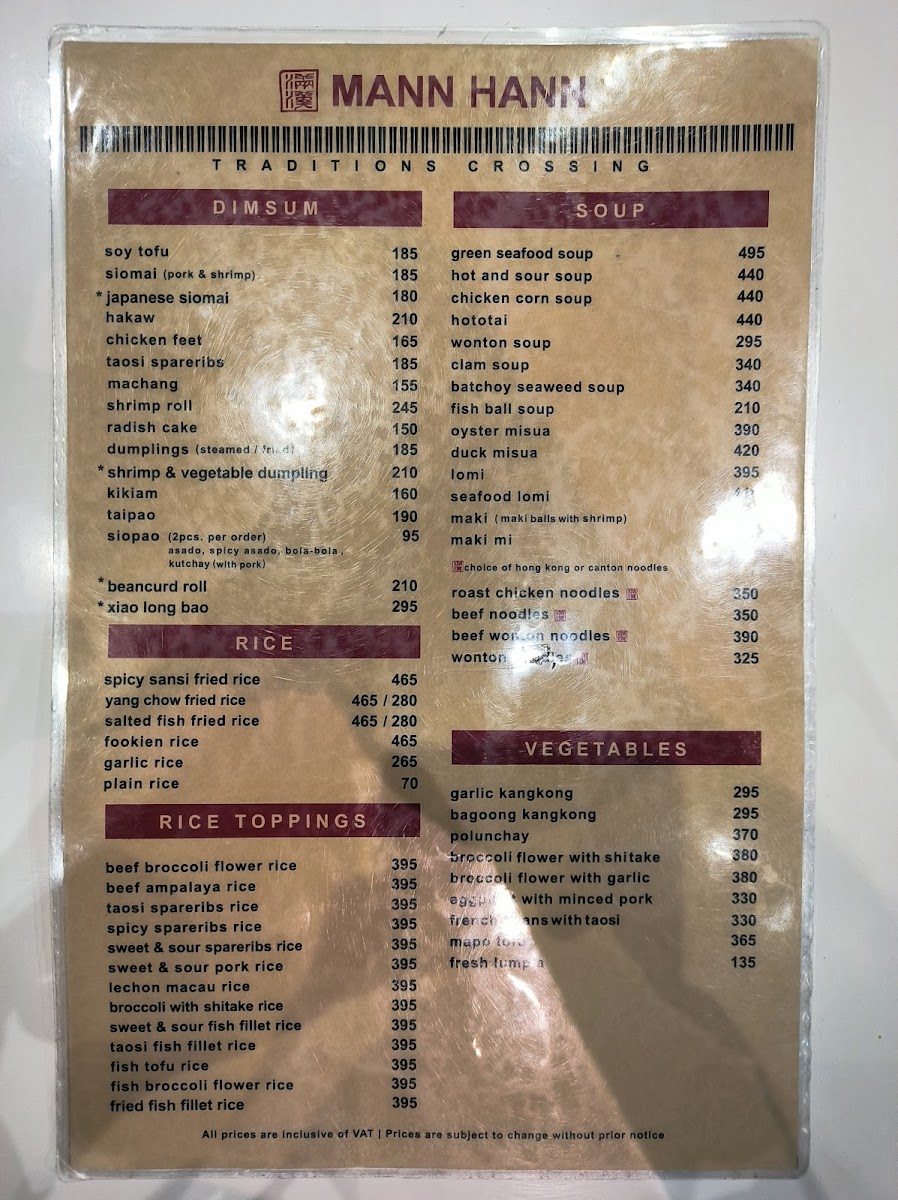 滿漢 MANN HANN
TRADITIONS CROSSING
DIMSUM
soy tofu 185
siomai (pork & shrimp) 185
* japanese siomai 180
hakaw 210
chicken feet 165
taosi spareribs 185
machang 155
shrimp roll 245
radish cake 150
dumplings (steamed / fried) 185
* shrimp & vegetable dumpling 210
kikiam 160
taipao 190
siopao (2pcs. per order) 95
asado, spicy asado, bola-bola,
kutchay (with pork)
* beancurd roll 210
* xiao long bao 295
RICE
spicy sansi fried rice 465
yang chow fried rice 465 / 280
salted fish fried rice 465 / 280
fookien rice 465
garlic rice 265
plain rice 70
RICE TOPPINGS
beef broccoli flower rice 395
beef ampalaya rice 395
taosi spareribs rice 395
spicy spareribs rice 395
sweet & sour spareribs rice 395
sweet & sour pork rice 395
lechon macau rice 395
broccoli with shitake rice 395
sweet & sour fish fillet rice 395
taosi fish fillet rice 395
fish tofu rice 395
fish broccoli flower rice 395
fried fish fillet rice 395
SOUP
green seafood soup 495
hot and sour soup 440
chicken corn soup 440
hototai 440
wonton soup 295
clam soup 340
batchoy seaweed soup 340
fish ball soup 210
oyster misua 390
duck misua 420
lomi 395
seafood lomi
maki (maki balls with shrimp)
maki mi
choice of hong kong or canton noodles
roast chicken noodles 350
beef noodles 350
beef wonton noodles 390
wonton 325
VEGETABLES
garlic kangkong 295
bagoong kangkong 295
polunchay 370
broccoli flower with shitake 380
broccoli flower with garlic 380
eggplant with minced pork 330
french beans with taosi 330
mapo tofu 365
fresh lumpia 135
All prices are inclusive of VAT | Prices are subject to change without prior notice